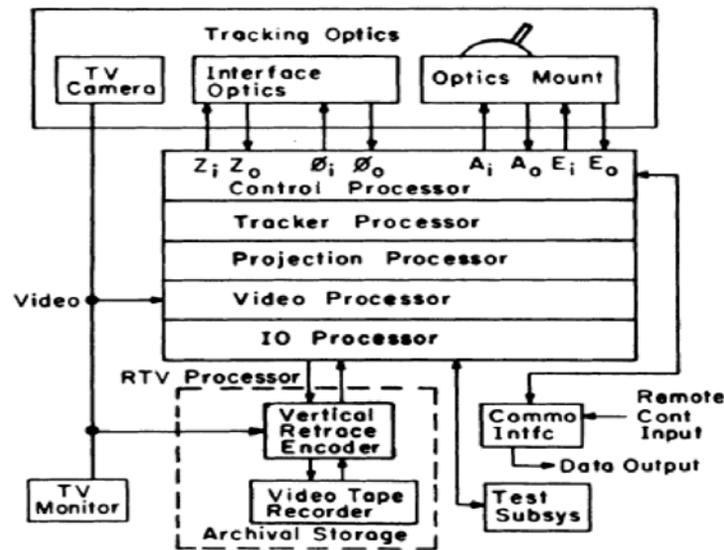 Tracking Optics
TV
Camera
Interface
Optics
Optics Mount
Zi Zo Øi Øo Ai Ao Ei Eo
Control Processor
Tracker Processor
Projection Processor
Video
Video Processor
IO Processor
RTV Processor
Vertical
Retrace
Encoder
Commo
Intfc
Remote
Cont
Input
Data Output
TV
Monitor
Video Tape
Recorder
Test
Subsys
Archival Storage